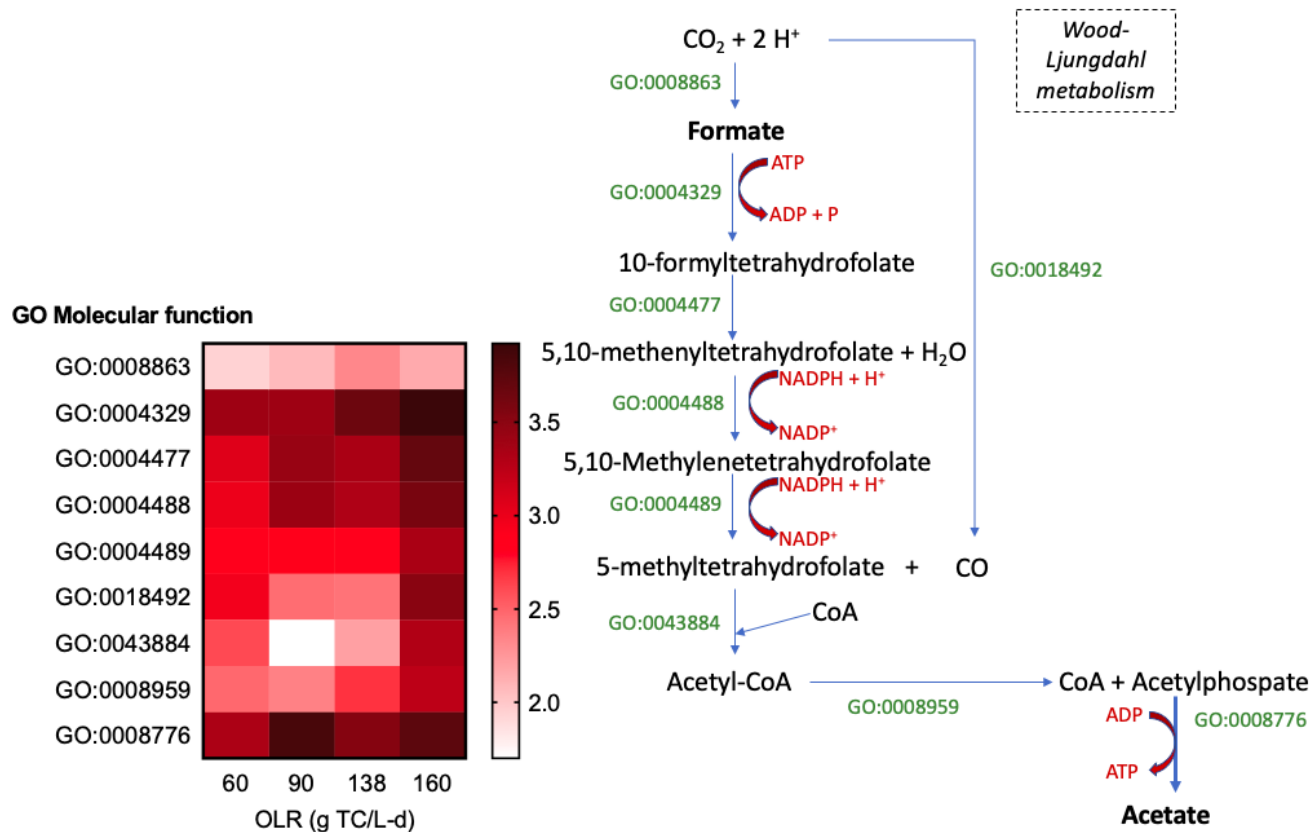 CO₂ + 2 H⁺
Wood-
Ljungdahl
metabolism
GO:0008863
Formate
ATP
GO:0004329
ADP + P
10-formyltetrahydrofolate
GO:0018492
GO:0004477
GO Molecular function
GO:0008863
GO:0004329
GO:0004477
GO:0004488
GO:0004489
GO:0018492
GO:0043884
GO:0008959
GO:0008776
60 90 138 160
OLR (g TC/L-d)
3.5
3.0
2.5
2.0
5,10-methenyltetrahydrofolate + H₂O
NADPH + H⁺
GO:0004488
NADP⁺
5,10-Methylenetetrahydrofolate
NADPH + H⁺
GO:0004489
NADP⁺
5-methyltetrahydrofolate + CO
CoA
GO:0043884
Acetyl-CoA
GO:0008959
CoA + Acetylphospate
ADP
GO:0008776
ATP
Acetate